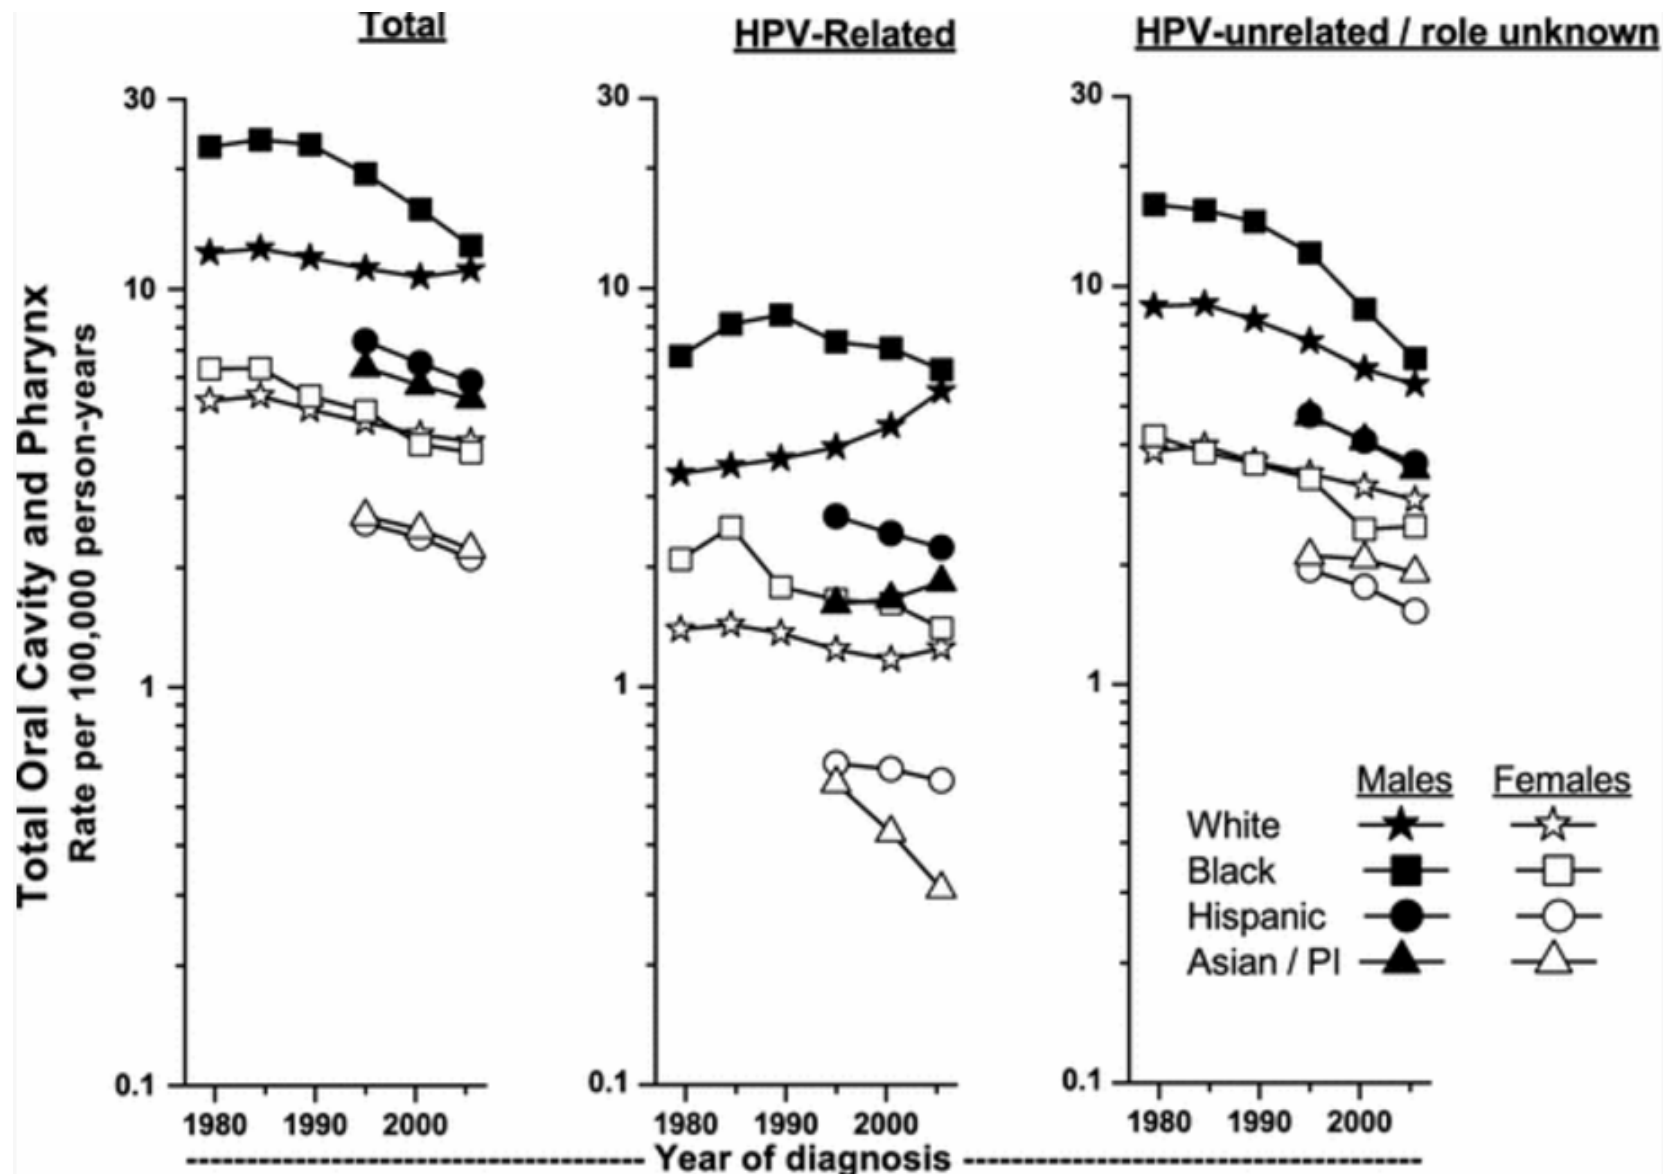 Total
HPV-Related
HPV-unrelated / role unknown
Total Oral Cavity and Pharynx
Rate per 100,000 person-years
30
10
1
0.1
1980 1990 2000
30
10
1
0.1
1980 1990 2000
30
10
1
0.1
1980 1990 2000
Males Females
White
Black
Hispanic
Asian / PI
Year of diagnosis